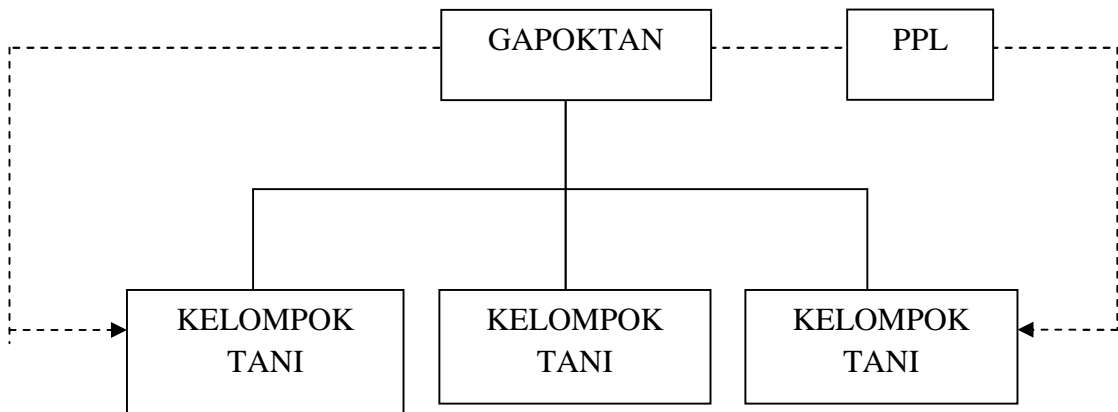 GAPOKTAN
PPL
KELOMPOK
TANI
KELOMPOK
TANI
KELOMPOK
TANI